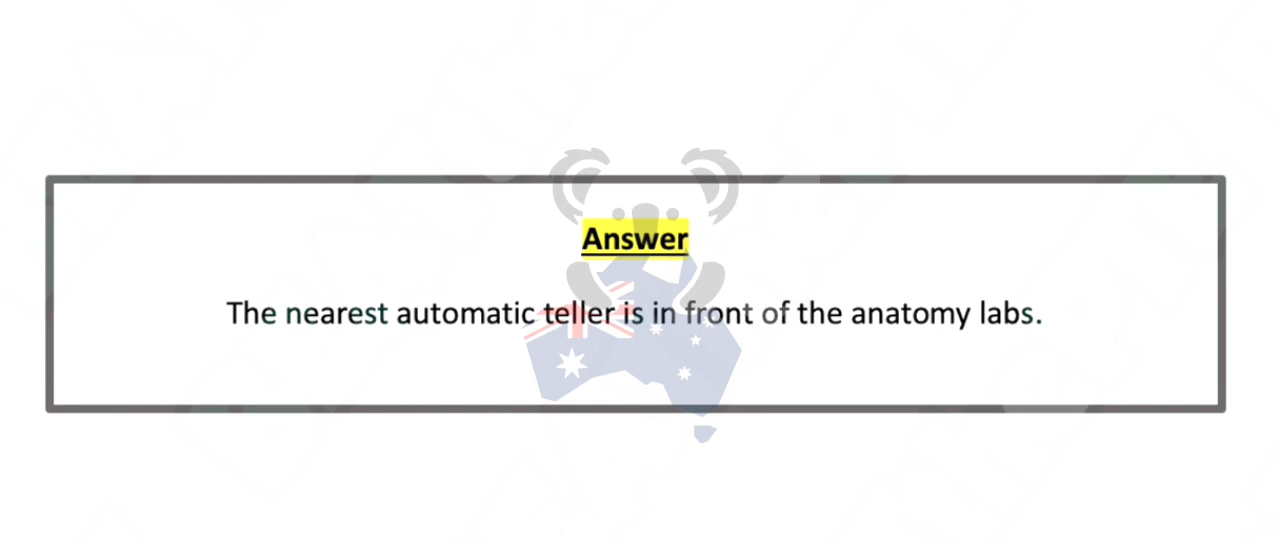 Answer
The nearest automatic teller is in front of the anatomy labs.